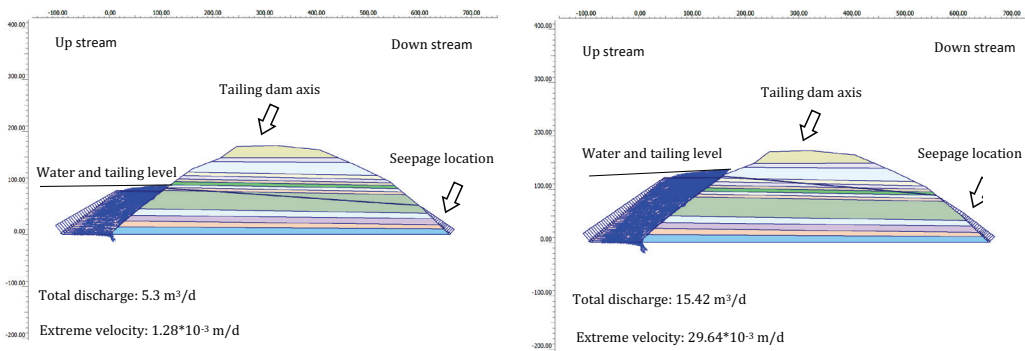 -100.00 0.00 100.00 200.00 300.00 400.00 500.00 600.00 700.00
400.00
Up stream
Down stream
300.00
Tailing dam axis
200.00
Seepage location
Water and tailing level
100.00
0.00
-100.00
Total discharge: 5.3 m³/d
Extreme velocity: 1.28*10⁻³ m/d
-200.00
-100.00 0.00 100.00 200.00 300.00 400.00 500.00 600.00 700.00
400.00
Up stream
Down stream
300.00
Tailing dam axis
200.00
Water and tailing level
Seepage location
100.00
0.00
-100.00
Total discharge: 15.42 m³/d
Extreme velocity: 29.64*10⁻³ m/d
-200.00